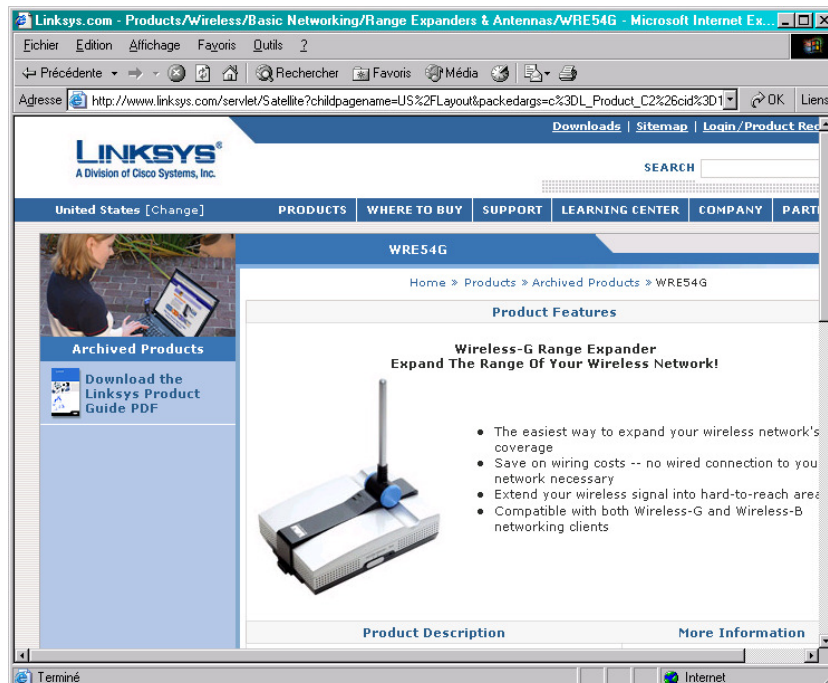 Linksys.com - Products/Wireless/Basic Networking/Range Expanders & Antennas/WRE54G - Microsoft Internet Ex...
Fichier Edition Affichage Favoris Outils ?
Précédente Rechercher Favoris Média
Adresse http://www.linksys.com/servlet/Satellite?childpagename=US%2FLayout&packedargs=c%3DL_Product_C2%26cid%3D1 OK Liens
Downloads | Sitemap | Login/Product Rec
LINKSYS®
A Division of Cisco Systems, Inc.
SEARCH
United States [Change] PRODUCTS WHERE TO BUY SUPPORT LEARNING CENTER COMPANY PART
WRE54G
Home » Products » Archived Products » WRE54G
Product Features
Archived Products
Download the
Linksys Product
Guide PDF
Wireless-G Range Expander
Expand The Range Of Your Wireless Network!
• The easiest way to expand your wireless network's
coverage
• Save on wiring costs -- no wired connection to you
network necessary
• Extend your wireless signal into hard-to-reach area
• Compatible with both Wireless-G and Wireless-B
networking clients
Product Description More Information
Terminé Internet